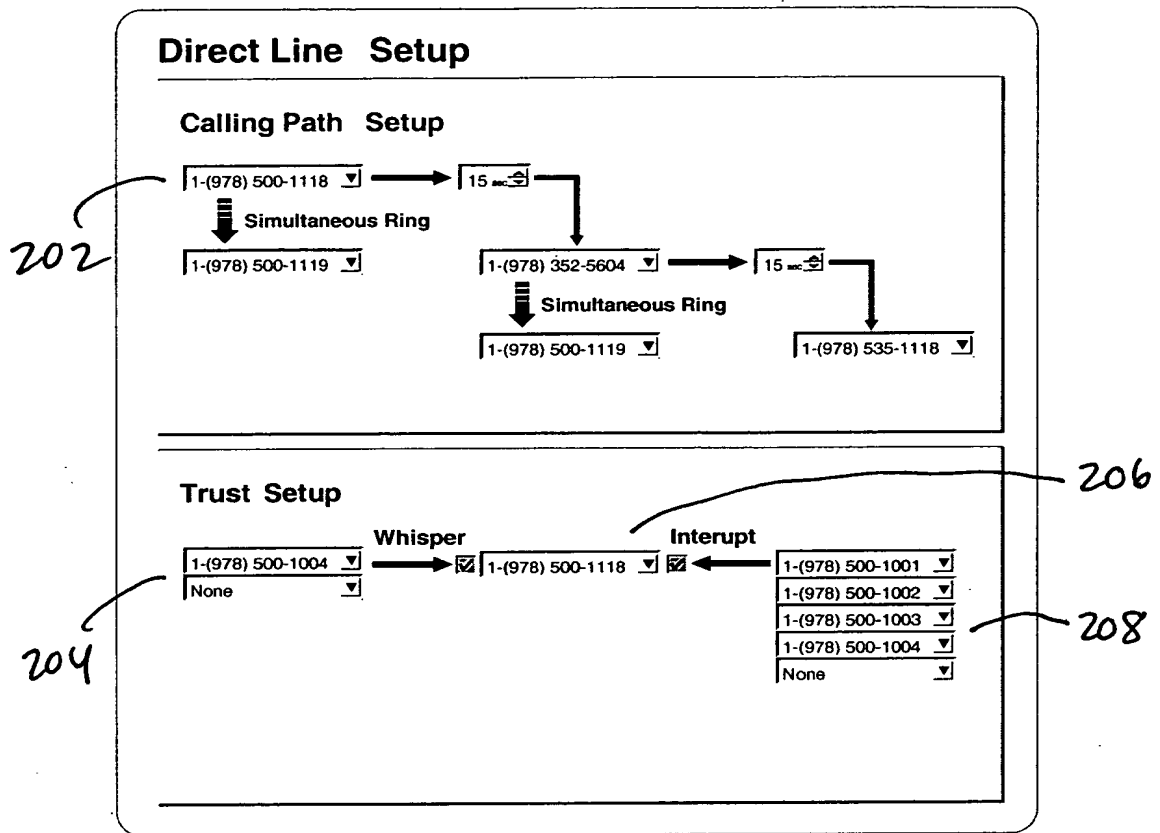 Direct Line Setup
Calling Path Setup
1-(978) 500-1118
15 sec
Simultaneous Ring
202
1-(978) 500-1119
1-(978) 352-5604
15 sec
Simultaneous Ring
1-(978) 500-1119
1-(978) 535-1118
Trust Setup
206
Whisper
Interupt
1-(978) 500-1004
1-(978) 500-1118
1-(978) 500-1001
None
1-(978) 500-1002
1-(978) 500-1003
208
1-(978) 500-1004
204
None